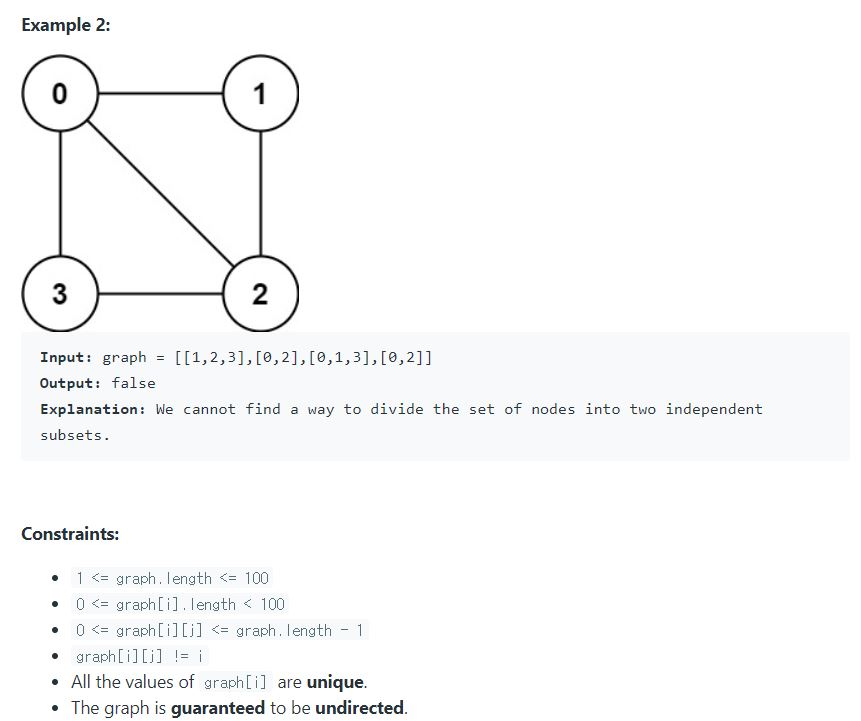 Example 2:
0
1
3
2
Input: graph = [[1,2,3],[0,2],[0,1,3],[0,2]]
Output: false
Explanation: We cannot find a way to divide the set of nodes into two independent
subsets.
Constraints:
• 1 <= graph.length <= 100
• 0 <= graph[i].length < 100
• 0 <= graph[i][j] <= graph.length - 1
• graph[i][j] != i
• All the values of graph[i] are unique.
• The graph is guaranteed to be undirected.